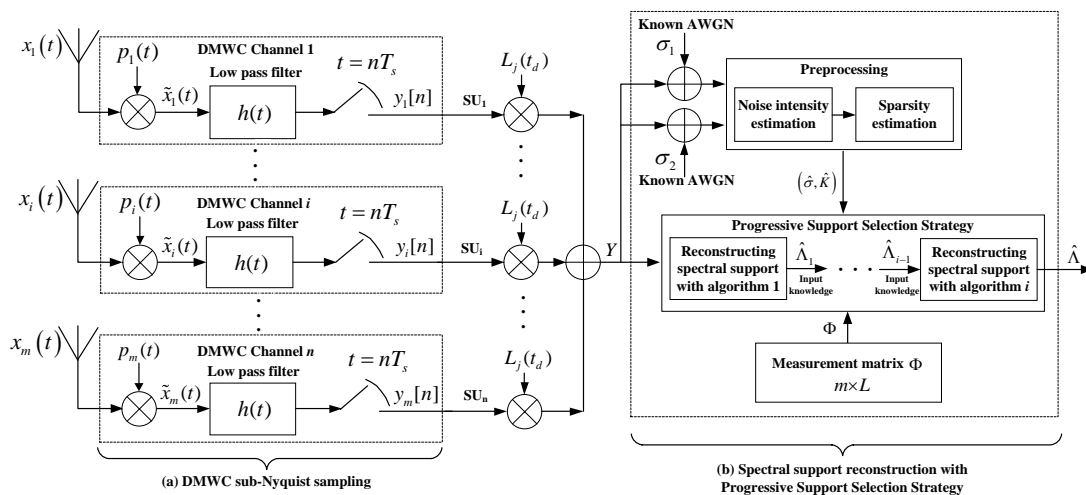 x₁(t)
p₁(t)
DMWC Channel 1
Low pass filter
x̃₁(t)
h(t)
t = nTₛ
y₁[n]
SU₁
Lⱼ(t_d)
xᵢ(t)
pᵢ(t)
DMWC Channel i
Low pass filter
x̃ᵢ(t)
h(t)
t = nTₛ
yᵢ[n]
SUᵢ
Lⱼ(t_d)
xₘ(t)
pₘ(t)
DMWC Channel n
Low pass filter
x̃ₘ(t)
h(t)
t = nTₛ
yₘ[n]
SUₙ
Lⱼ(t_d)
Y
(a) DMWC sub-Nyquist sampling
Known AWGN
σ₁
σ₂
Known AWGN
Preprocessing
Noise intensity
estimation
Sparsity
estimation
(σ̂, K̂)
Progressive Support Selection Strategy
Reconstructing
spectral support
with algorithm 1
Λ̂₁
Input
knowledge
Λ̂ᵢ₋₁
Input
knowledge
Reconstructing
spectral support
with algorithm i
Λ̂
Φ
Measurement matrix Φ
m×L
(b) Spectral support reconstruction with
Progressive Support Selection Strategy